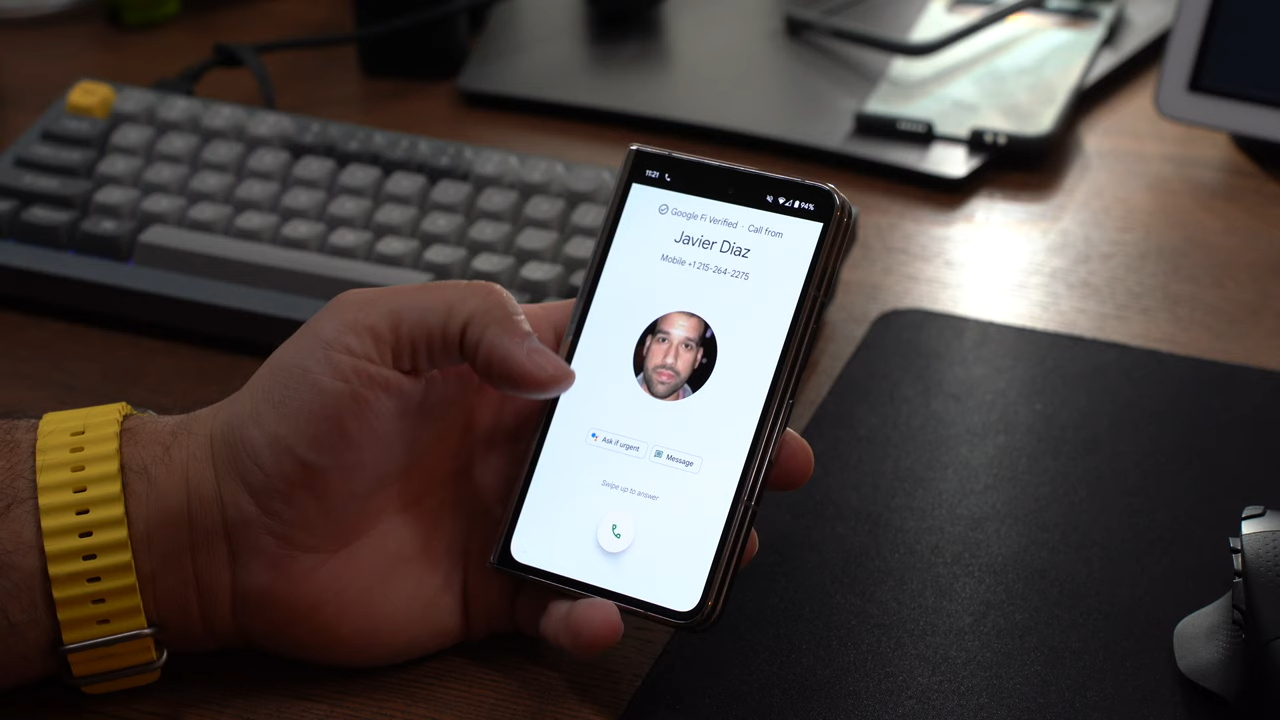 11:21
94%
Google Fi Verified · Call from
Javier Diaz
Mobile +1 215-264-2275
Ask if urgent
Message
Swipe up to answer